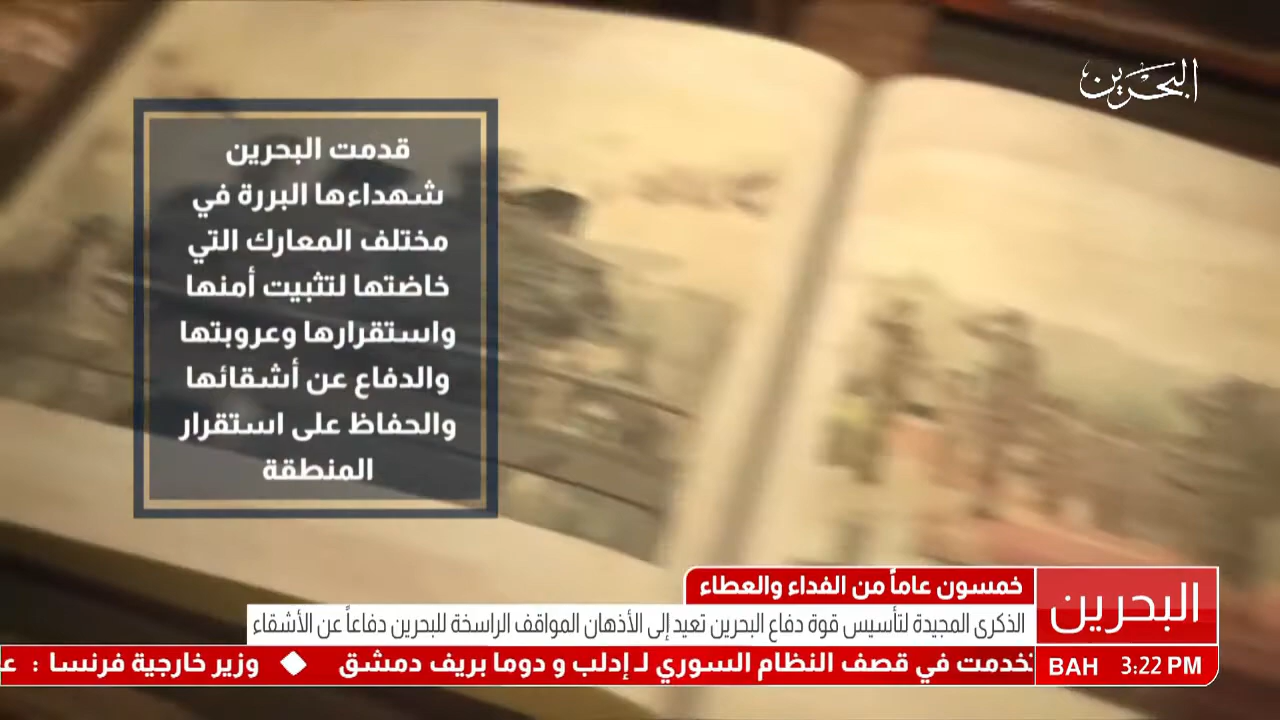 البحرين
قدمت البحرين
شهداءها البررة في
مختلف المعارك التي
خاضتها لتثبيت أمنها
واستقرارها وعروبتها
والدفاع عن أشقائها
والحفاظ على استقرار
المنطقة
خمسون عاماً من الفداء والعطاء
البحرين
الذكرى المجيدة لتأسيس قوة دفاع البحرين تعيد إلى الأذهان المواقف الراسخة للبحرين دفاعاً عن الأشقاء
BAH 3:22 PM
في قصف النظام السوري لـ إدلب و دوما بريف دمشق ◆ وزير خارجية فرنسا :